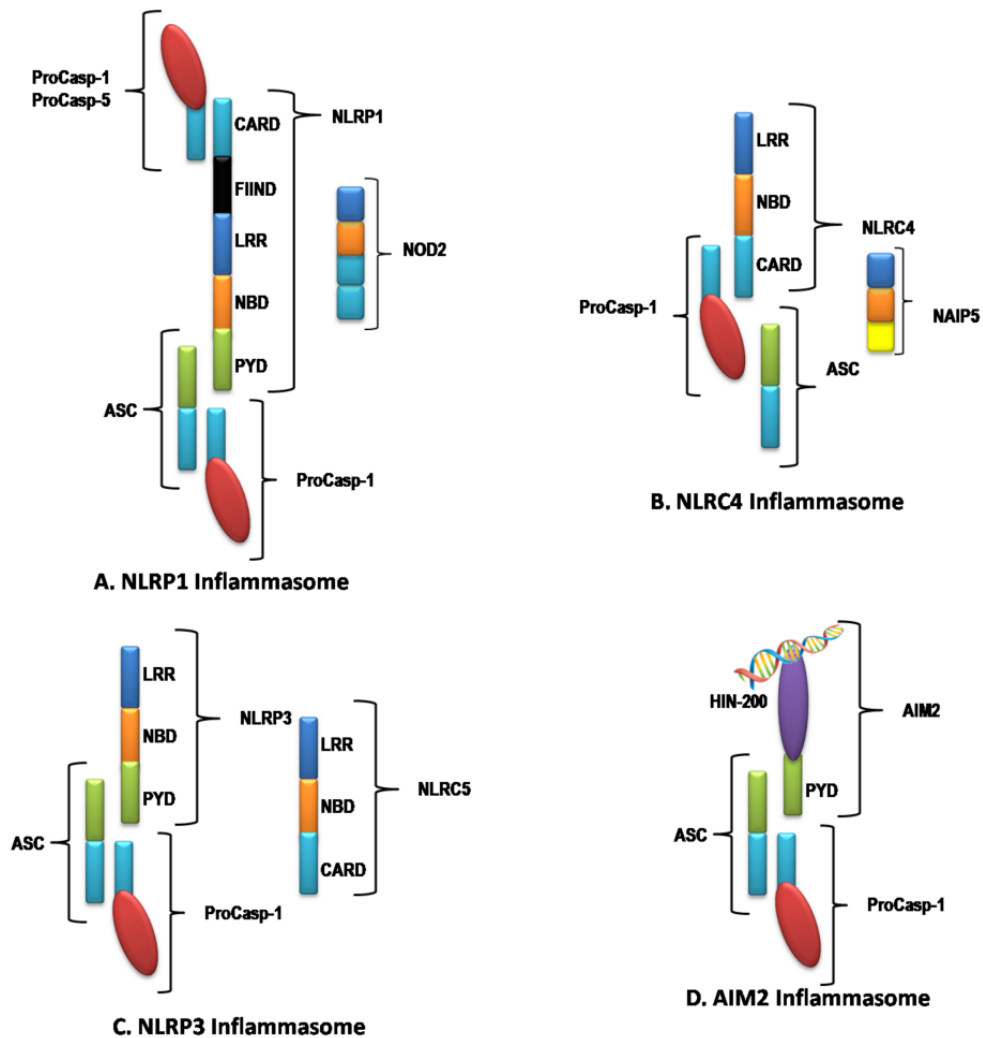 ProCasp-1
ProCasp-5
CARD
NLRP1
FIIND
LRR
NBD
PYD
NOD2
ASC
ProCasp-1
A. NLRP1 Inflammasome
LRR
NBD
CARD
NLRC4
ProCasp-1
NAIP5
ASC
B. NLRC4 Inflammasome
LRR
NBD
PYD
NLRP3
ASC
ProCasp-1
LRR
NBD
CARD
NLRC5
C. NLRP3 Inflammasome
HIN-200
AIM2
PYD
ASC
ProCasp-1
D. AIM2 Inflammasome